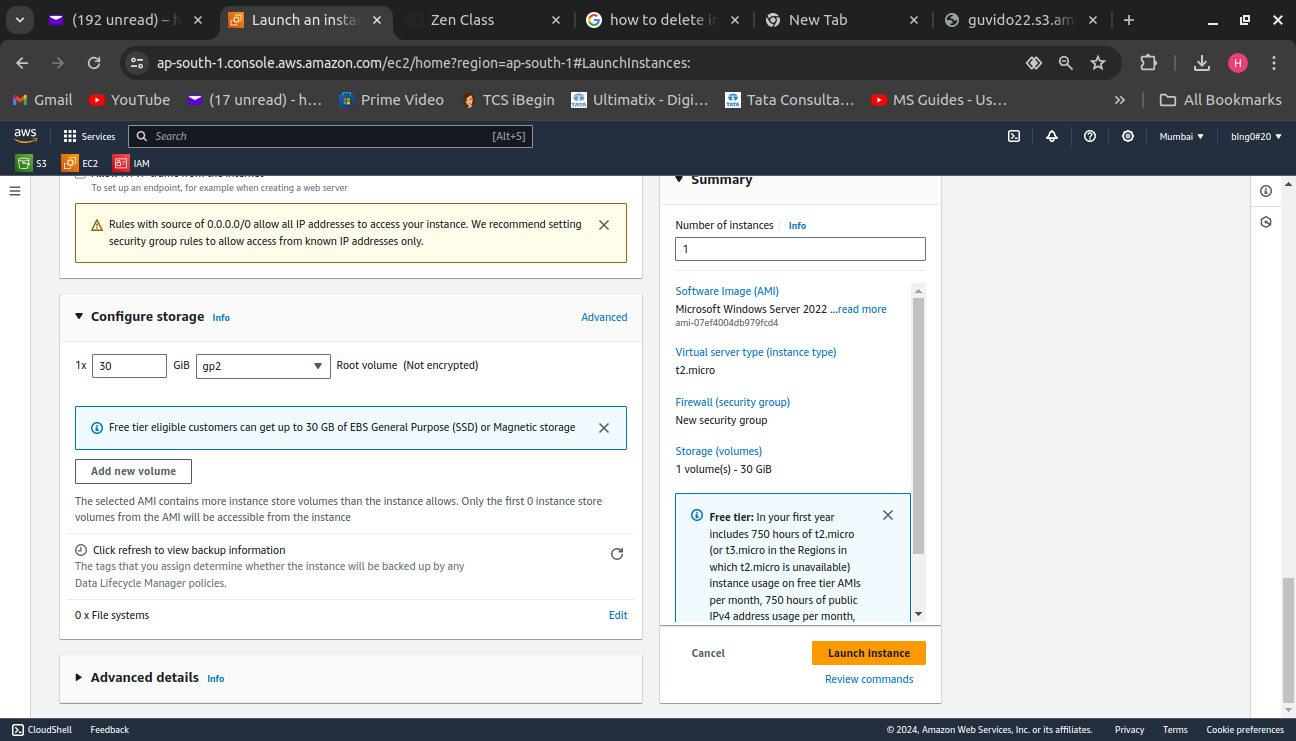 (192 unread) – h
Launch an insta
Zen Class
how to delete in
New Tab
guvido22.s3.am
ap-south-1.console.aws.amazon.com/ec2/home?region=ap-south-1#LaunchInstances:
H
Gmail
YouTube
(17 unread) - h...
Prime Video
TCS iBegin
Ultimatix - Digi...
Tata Consulta...
MS Guides - Us...
All Bookmarks
aws
Services
Search
[Alt+S]
Mumbai
blng0#20
S3
EC2
IAM
To set up an endpoint, for example when creating a web server
Rules with source of 0.0.0.0/0 allow all IP addresses to access your instance. We recommend setting
security group rules to allow access from known IP addresses only.
Configure storage Info
Advanced
1x 30 GiB gp2 Root volume (Not encrypted)
Free tier eligible customers can get up to 30 GB of EBS General Purpose (SSD) or Magnetic storage
Add new volume
The selected AMI contains more instance store volumes than the instance allows. Only the first 0 instance store
volumes from the AMI will be accessible from the instance
Click refresh to view backup information
The tags that you assign determine whether the instance will be backed up by any
Data Lifecycle Manager policies.
0 x File systems
Edit
Advanced details Info
Summary
Number of instances Info
1
Software Image (AMI)
Microsoft Windows Server 2022 ...read more
ami-07ef4004db979fcd4
Virtual server type (instance type)
t2.micro
Firewall (security group)
New security group
Storage (volumes)
1 volume(s) - 30 GiB
Free tier: In your first year
includes 750 hours of t2.micro
(or t3.micro in the Regions in
which t2.micro is unavailable)
instance usage on free tier AMIs
per month, 750 hours of public
IPv4 address usage per month,
Cancel
Launch instance
Review commands
CloudShell
Feedback
© 2024, Amazon Web Services, Inc. or its affiliates.
Privacy
Terms
Cookie preferences